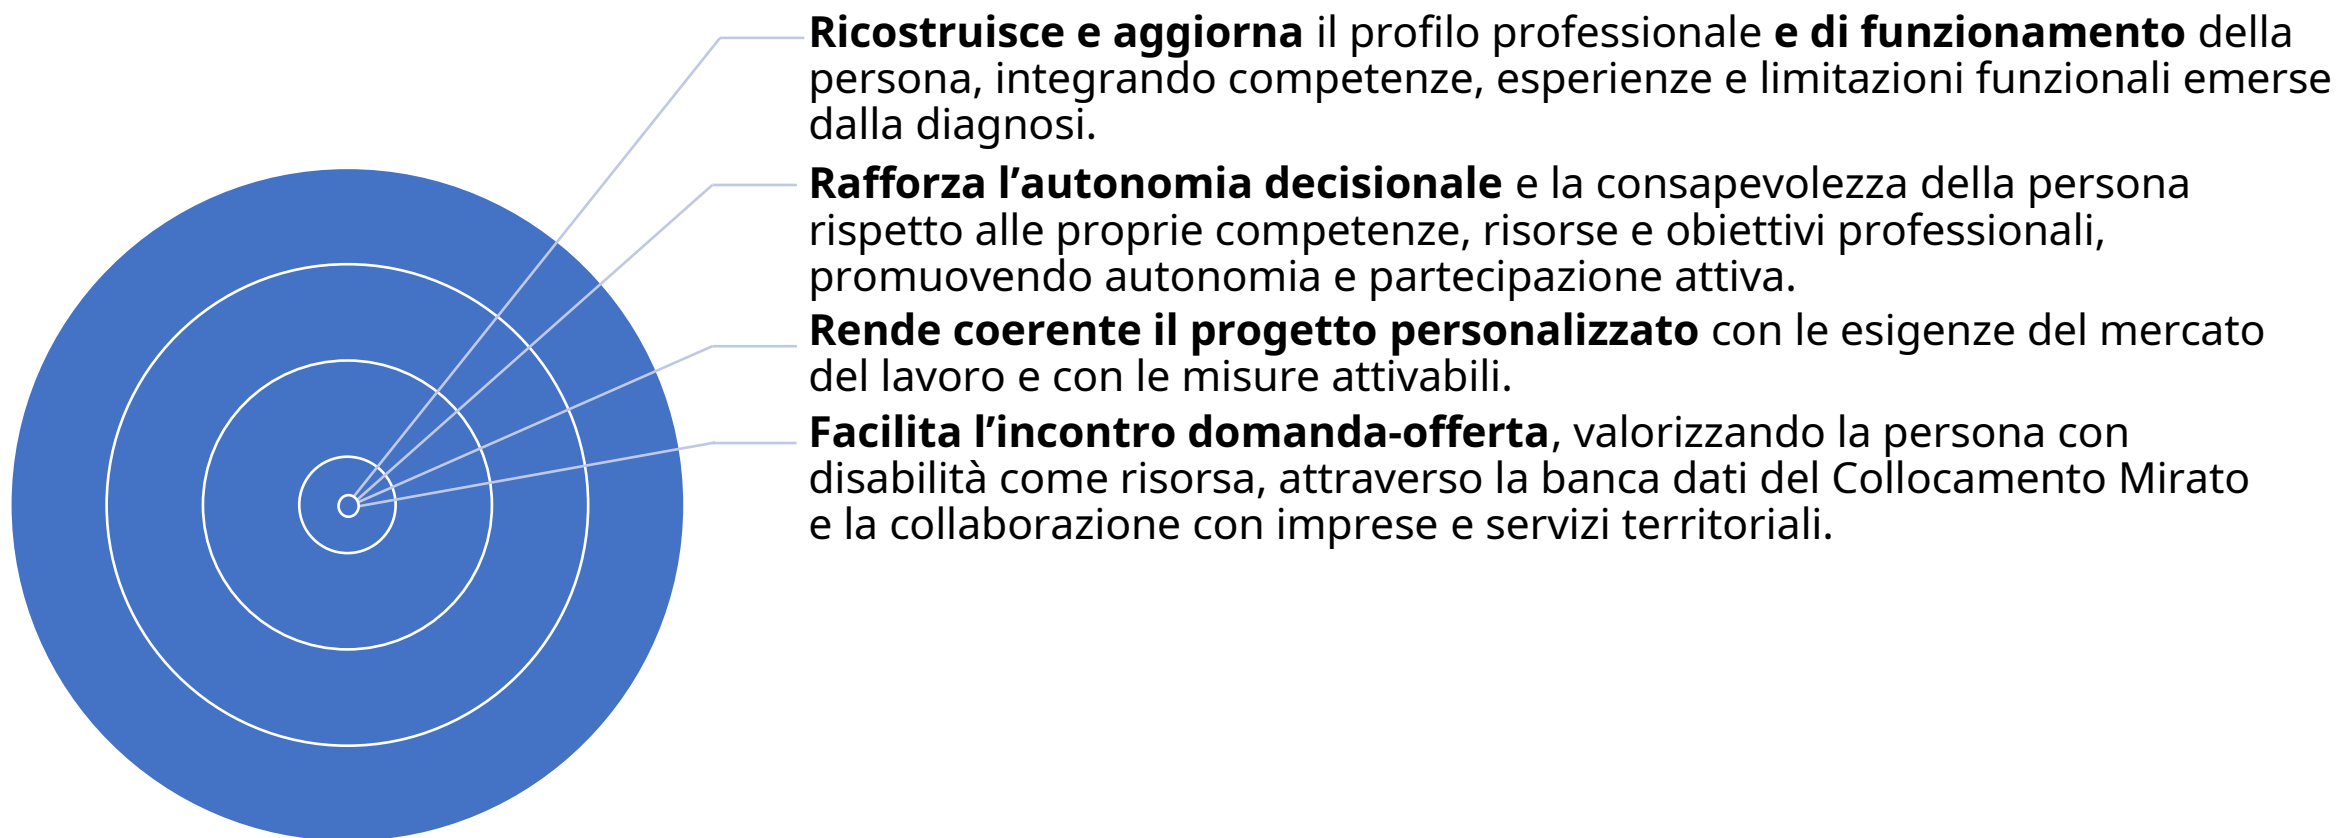 Ricostruisce e aggiorna il profilo professionale e di funzionamento della
persona, integrando competenze, esperienze e limitazioni funzionali emerse
dalla diagnosi.
Rafforza l’autonomia decisionale e la consapevolezza della persona
rispetto alle proprie competenze, risorse e obiettivi professionali,
promuovendo autonomia e partecipazione attiva.
Rende coerente il progetto personalizzato con le esigenze del mercato
del lavoro e con le misure attivabili.
Facilita l’incontro domanda-offerta, valorizzando la persona con
disabilità come risorsa, attraverso la banca dati del Collocamento Mirato
e la collaborazione con imprese e servizi territoriali.